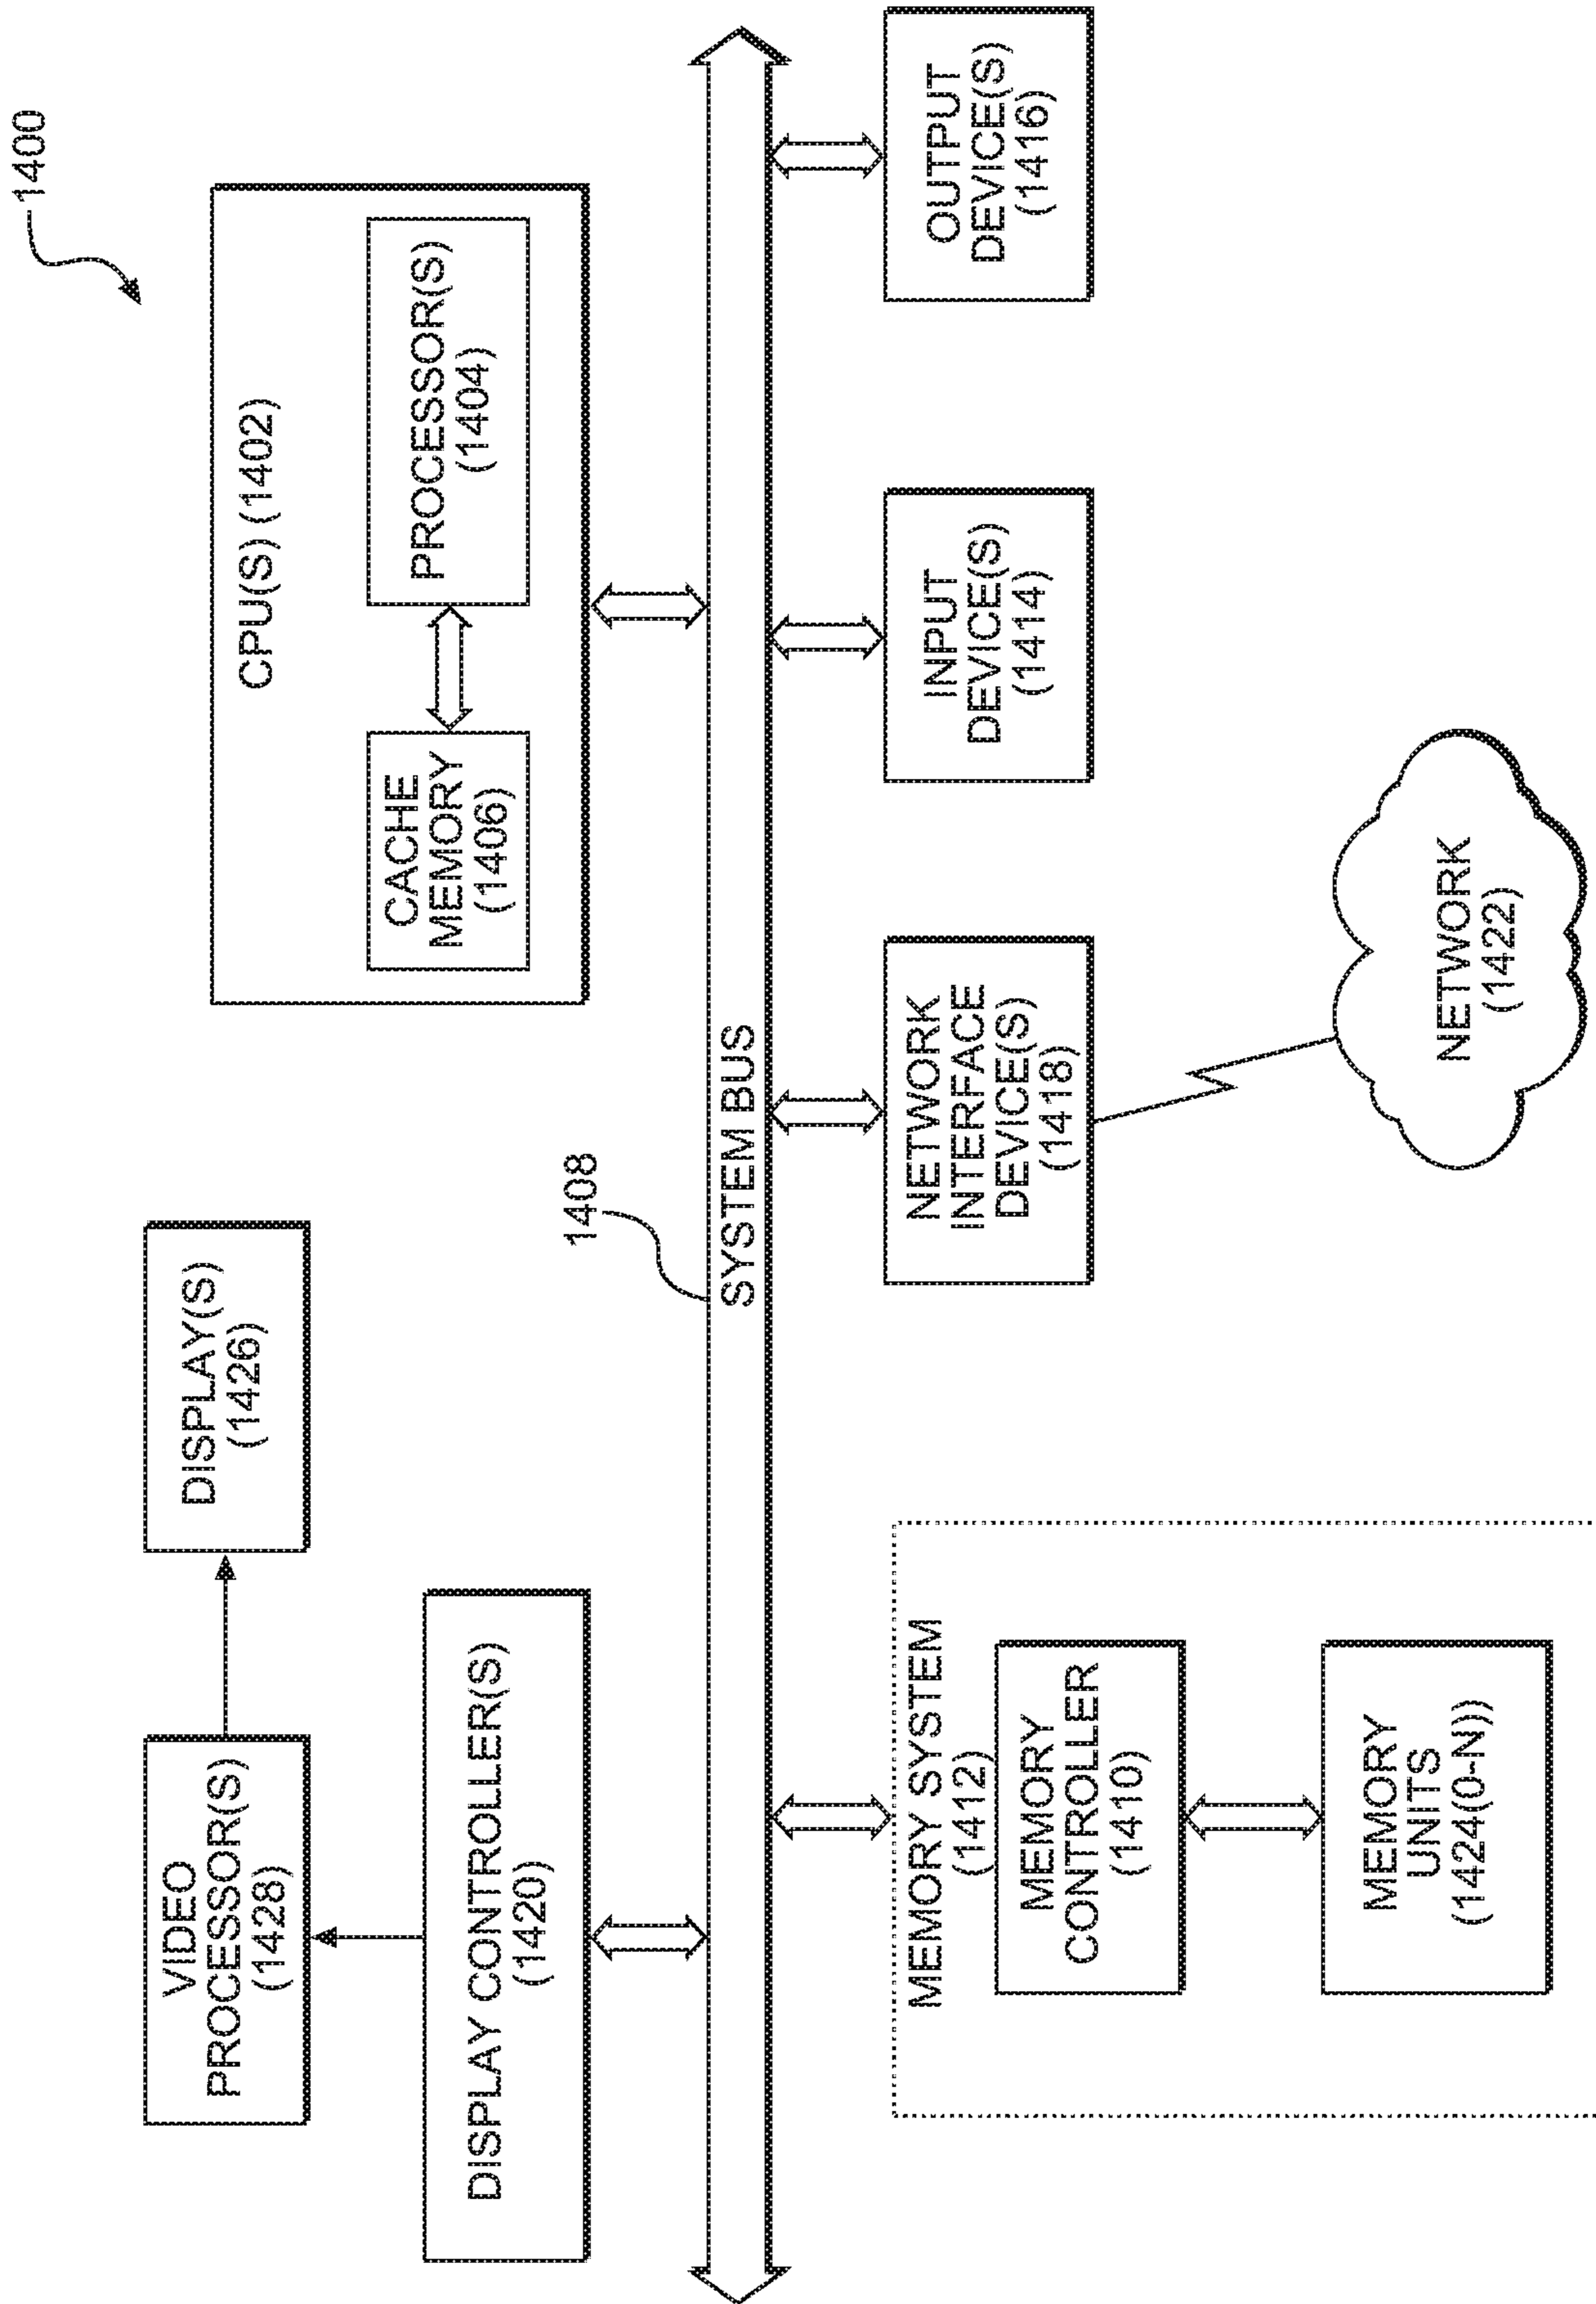 1400
CPU(S) (1402)
CACHE
MEMORY
(1406)
PROCESSOR(S)
(1404)
VIDEO
PROCESSOR(S)
(1428)
DISPLAY(S)
(1426)
DISPLAY CONTROLLER(S)
(1420)
1408
SYSTEM BUS
MEMORY SYSTEM
(1412)
MEMORY
CONTROLLER
(1410)
MEMORY
UNITS
(1424(0-N))
NETWORK
INTERFACE
DEVICE(S)
(1418)
INPUT
DEVICE(S)
(1414)
OUTPUT
DEVICE(S)
(1416)
NETWORK
(1422)